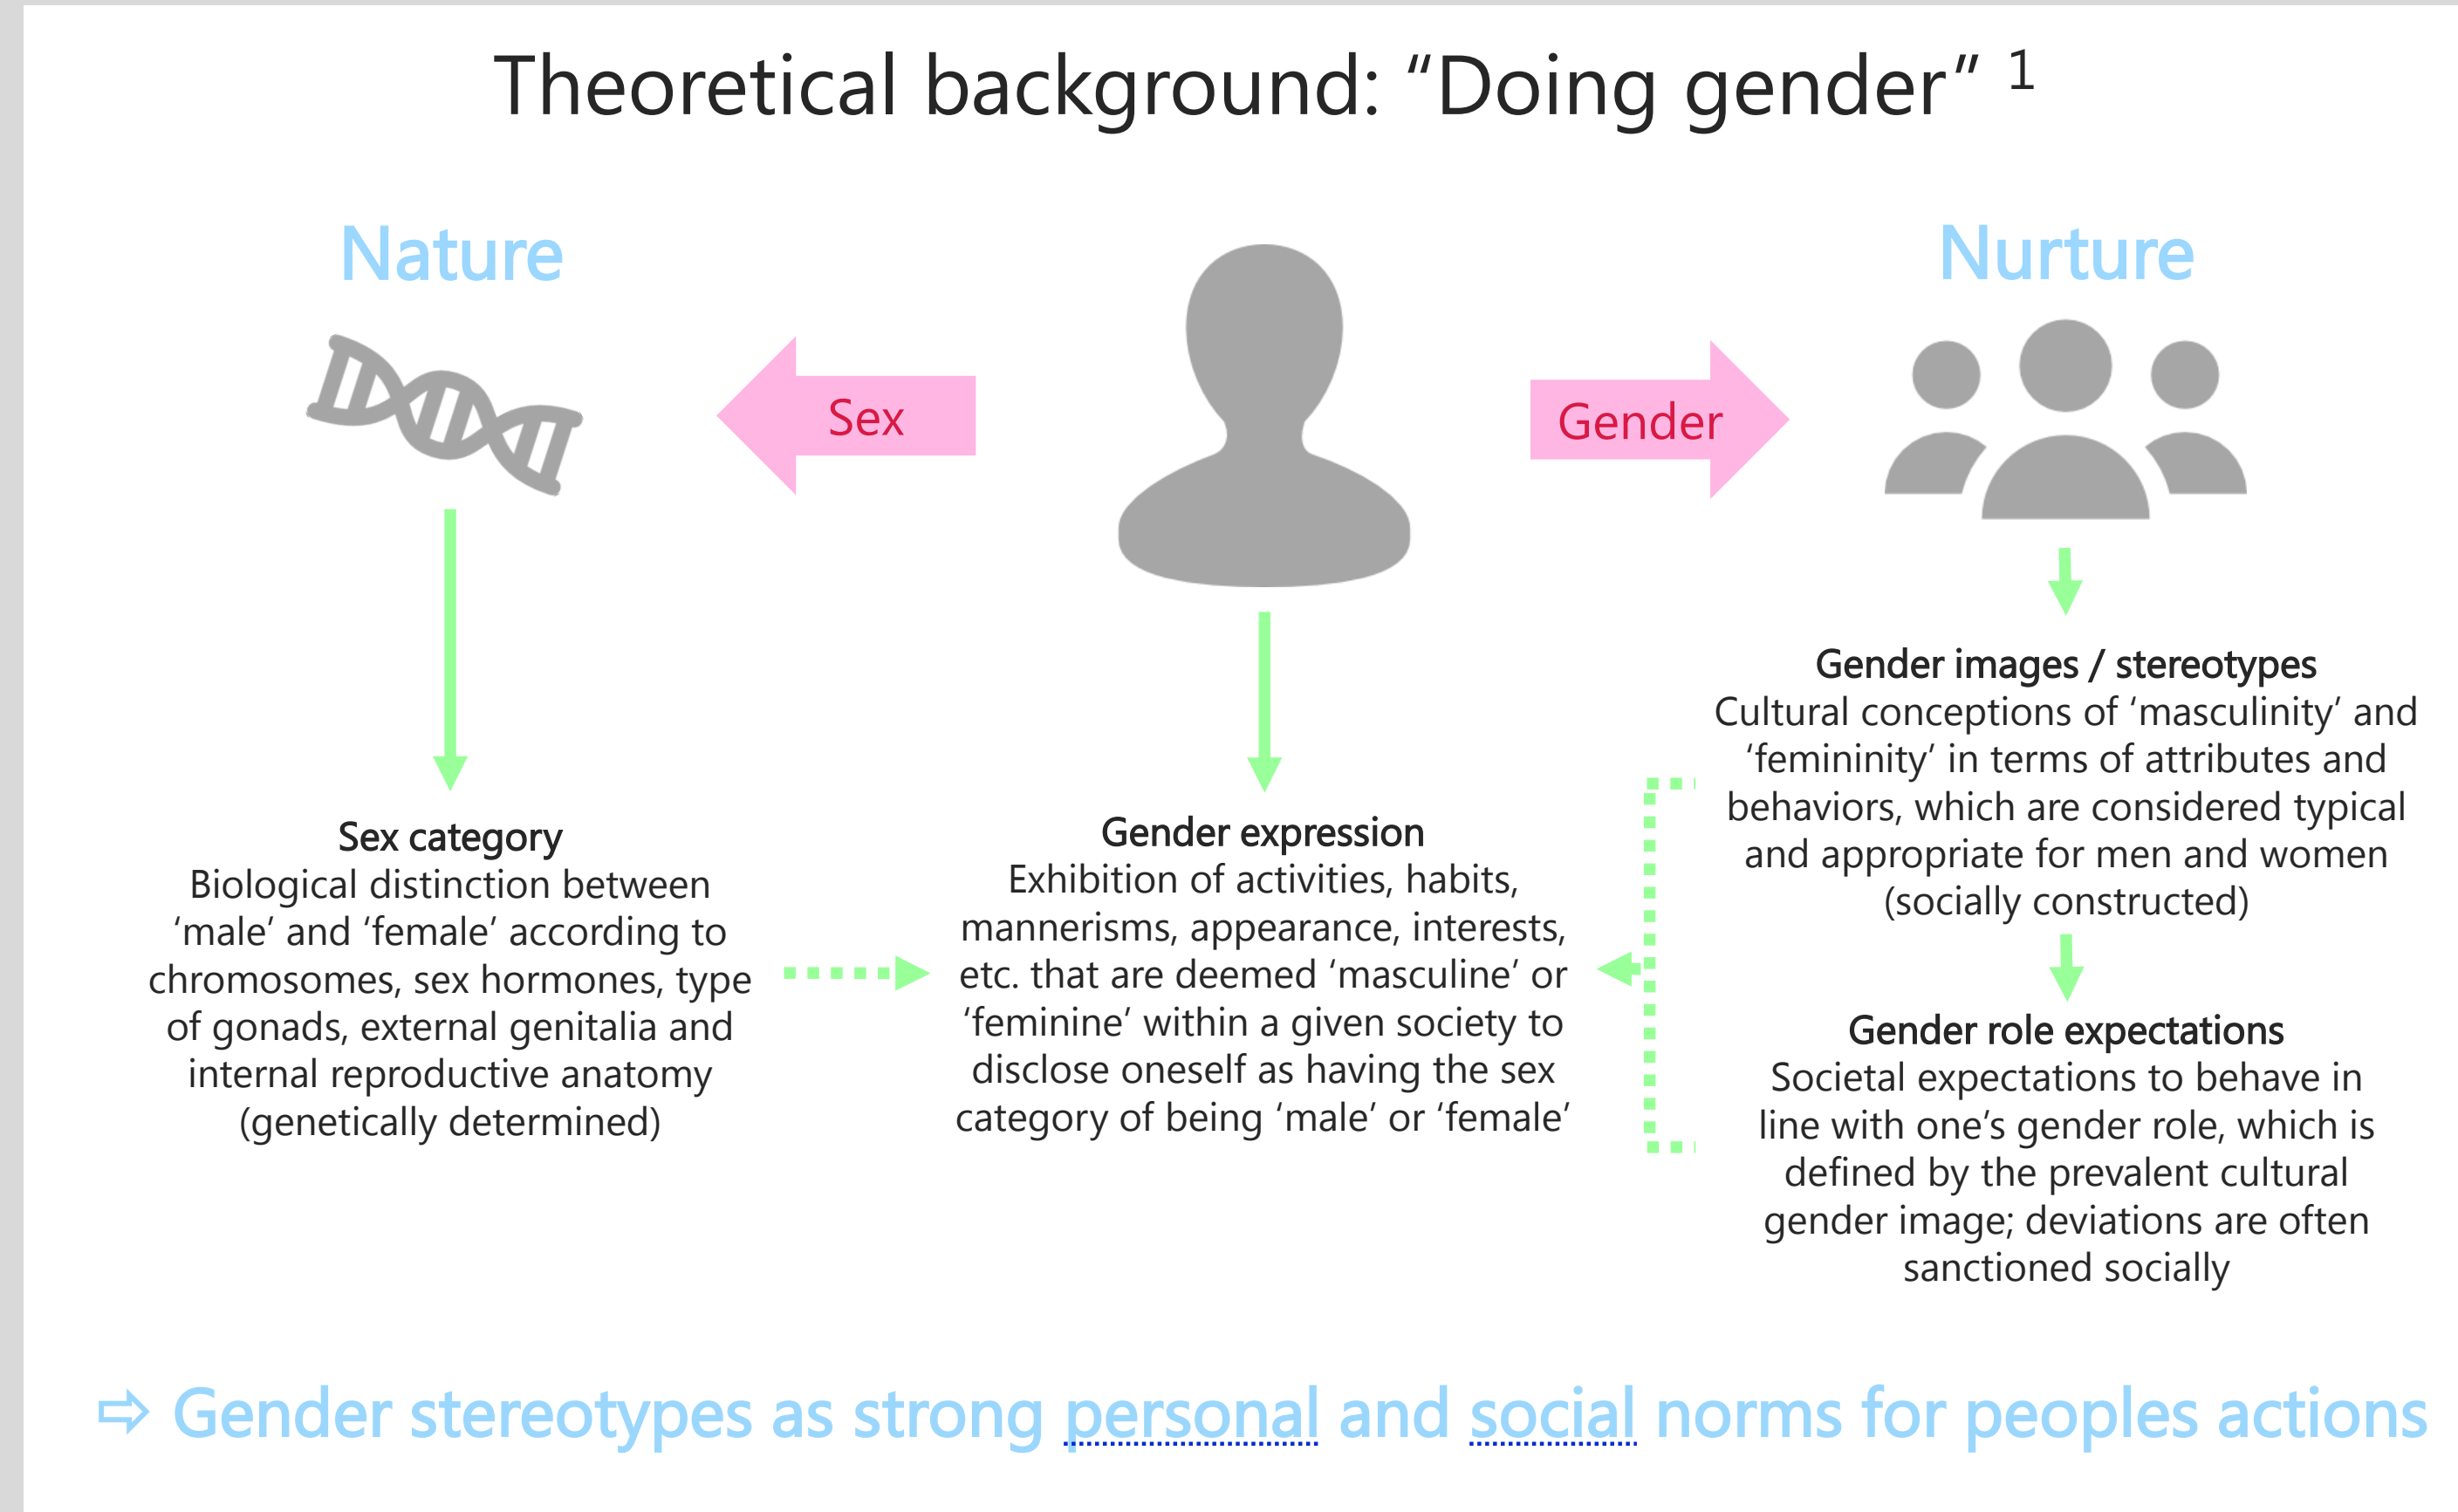 Theoretical background: “Doing gender” 1
Nature
Nurture
Sex
Gender
Sex category
Biological distinction between
‘male’ and ‘female’ according to
chromosomes, sex hormones, type
of gonads, external genitalia and
internal reproductive anatomy
(genetically determined)
Gender expression
Exhibition of activities, habits,
mannerisms, appearance, interests,
etc. that are deemed ‘masculine’ or
‘feminine’ within a given society to
disclose oneself as having the sex
category of being ‘male’ or ‘female’
Gender images / stereotypes
Cultural conceptions of ‘masculinity’ and
‘femininity’ in terms of attributes and
behaviors, which are considered typical
and appropriate for men and women
(socially constructed)
Gender role expectations
Societal expectations to behave in
line with one’s gender role, which is
defined by the prevalent cultural
gender image; deviations are often
sanctioned socially
⇨ Gender stereotypes as strong personal and social norms for peoples actions